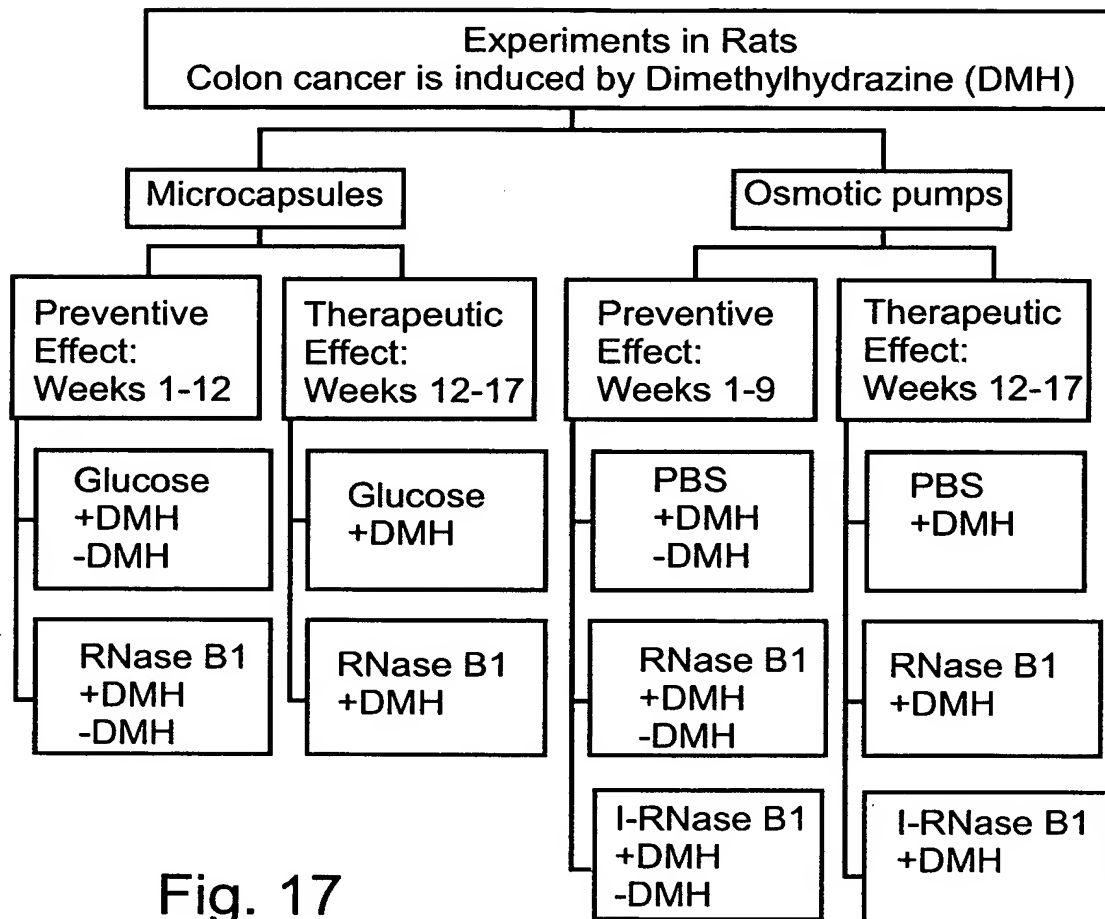 Experiments in Rats
Colon cancer is induced by Dimethylhydrazine (DMH)
Microcapsules
Osmotic pumps
Preventive
Effect:
Weeks 1-12
Therapeutic
Effect:
Weeks 12-17
Preventive
Effect:
Weeks 1-9
Therapeutic
Effect:
Weeks 12-17
Glucose
+DMH
-DMH
Glucose
+DMH
PBS
+DMH
-DMH
PBS
+DMH
RNase B1
+DMH
-DMH
RNase B1
+DMH
RNase B1
+DMH
-DMH
RNase B1
+DMH
I-RNase B1
+DMH
-DMH
I-RNase B1
+DMH
Fig. 17